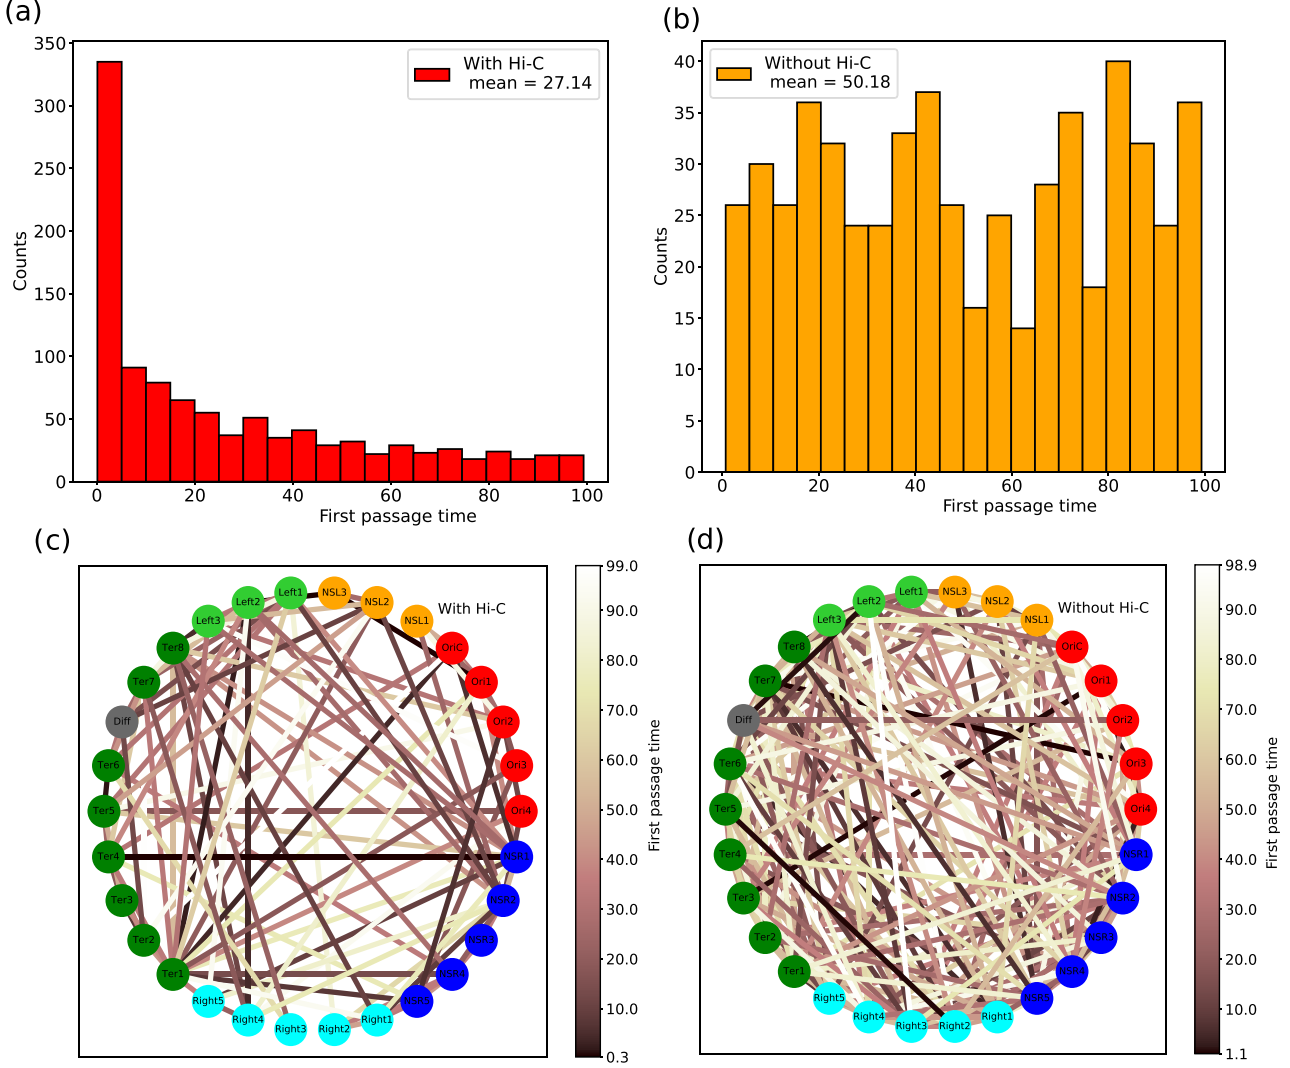 (a)
350
300
250
200
150
100
50
0
Counts
With Hi-C
mean = 27.14
0 20 40 60 80 100
First passage time
(b)
40
35
30
25
20
15
10
5
0
Counts
Without Hi-C
mean = 50.18
0 20 40 60 80 100
First passage time
(c)
With Hi-C
Left1
NSL3
Left2
NSL2
Left3
NSL1
Ter8
OriC
Ter7
Ori1
Diff
Ori2
Ter6
Ori3
Ter5
Ori4
Ter4
NSR1
Ter3
NSR2
Ter2
NSR3
Ter1
NSR4
Right5
NSR5
Right4
Right1
Right3
Right2
99.0
90.0
80.0
70.0
60.0
50.0
40.0
30.0
20.0
10.0
0.3
First passage time
(d)
Without Hi-C
Left1
NSL3
Left2
NSL2
Left3
NSL1
Ter8
OriC
Ter7
Ori1
Diff
Ori2
Ter6
Ori3
Ter5
Ori4
Ter4
NSR1
Ter3
NSR2
Ter2
NSR3
Ter1
NSR4
Right5
NSR5
Right4
Right1
Right3
Right2
98.9
90.0
80.0
70.0
60.0
50.0
40.0
30.0
20.0
10.0
1.1
First passage time